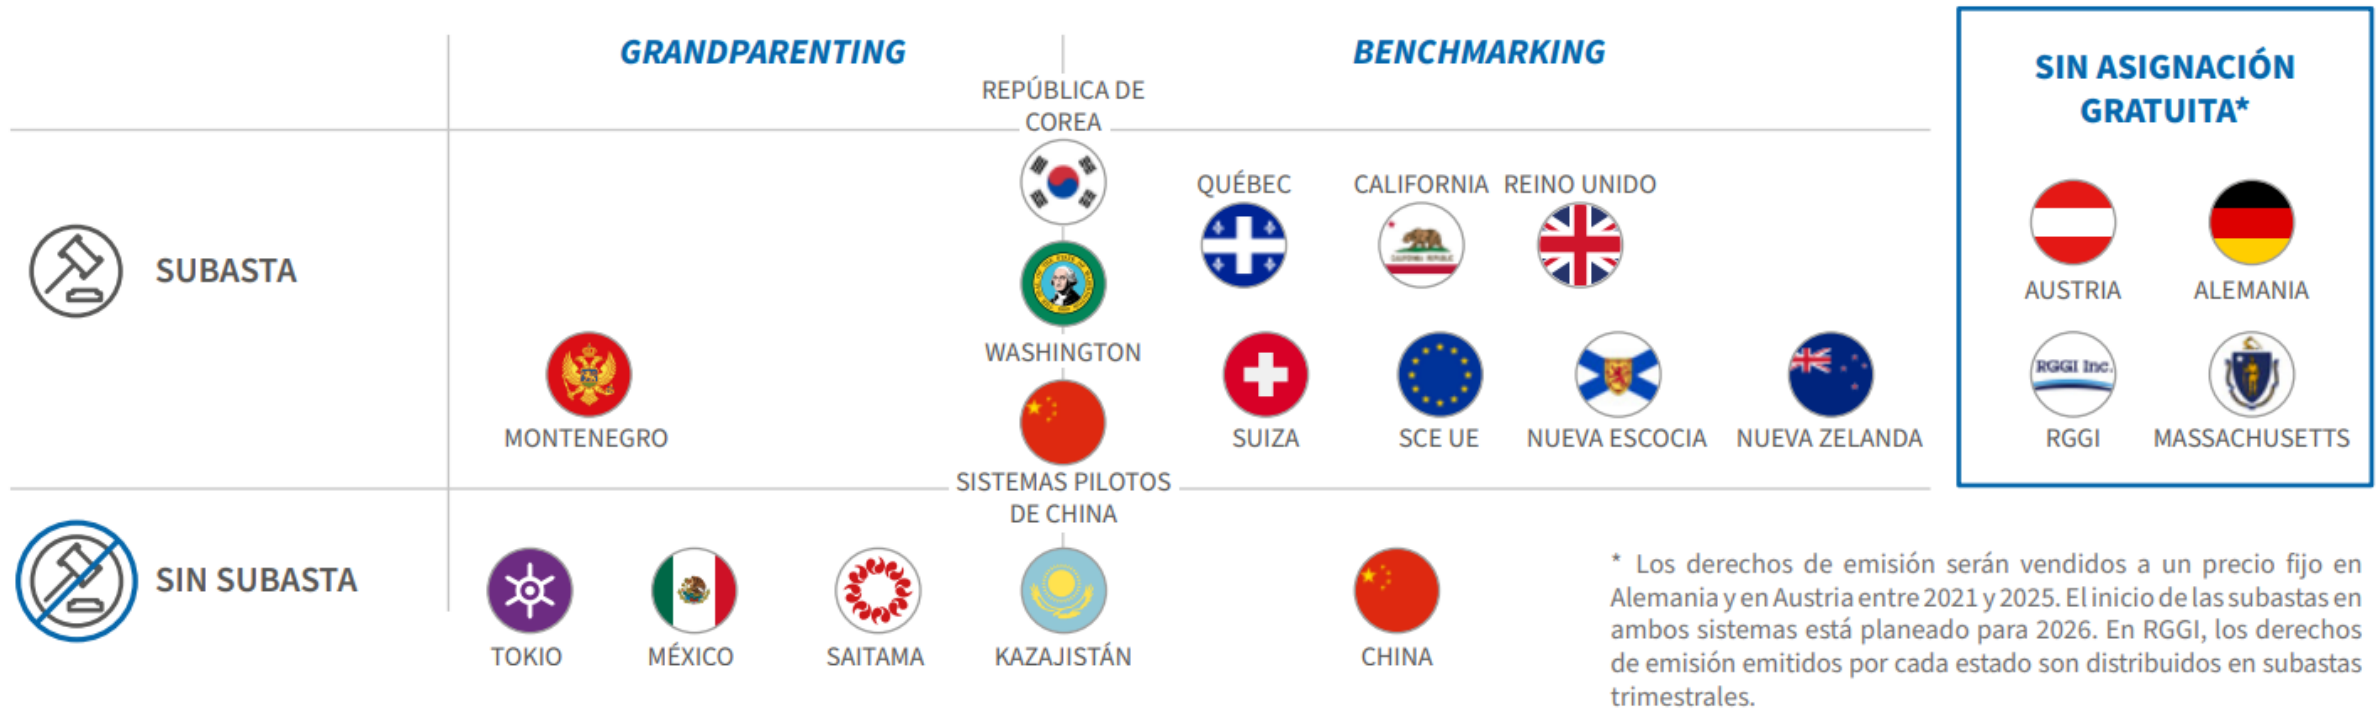 GRANDPARENTING
BENCHMARKING
SIN ASIGNACIÓN
GRATUITA*
REPÚBLICA DE
COREA
SUBASTA
QUÉBEC
CALIFORNIA
REINO UNIDO
WASHINGTON
MONTENEGRO
SUIZA
SCE UE
NUEVA ESCOCIA
NUEVA ZELANDA
AUSTRIA
ALEMANIA
RGGI Inc.
RGGI
MASSACHUSETTS
SISTEMAS PILOTOS
DE CHINA
SIN SUBASTA
TOKIO
MÉXICO
SAITAMA
KAZAJISTÁN
CHINA
* Los derechos de emisión serán vendidos a un precio fijo en
Alemania y en Austria entre 2021 y 2025. El inicio de las subastas en
ambos sistemas está planeado para 2026. En RGGI, los derechos
de emisión emitidos por cada estado son distribuidos en subastas
trimestrales.